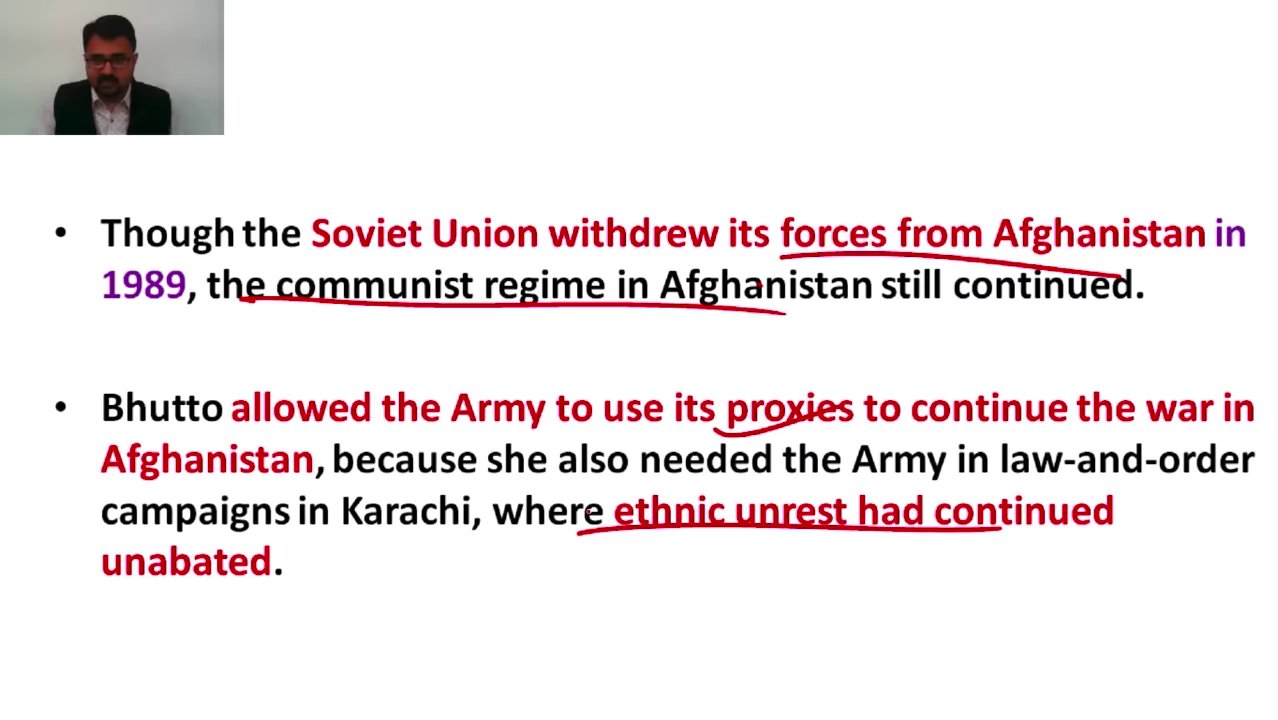 • Though the Soviet Union withdrew its forces from Afghanistan in
1989, the communist regime in Afghanistan still continued.
• Bhutto allowed the Army to use its proxies to continue the war in
Afghanistan, because she also needed the Army in law-and-order
campaigns in Karachi, where ethnic unrest had continued
unabated.